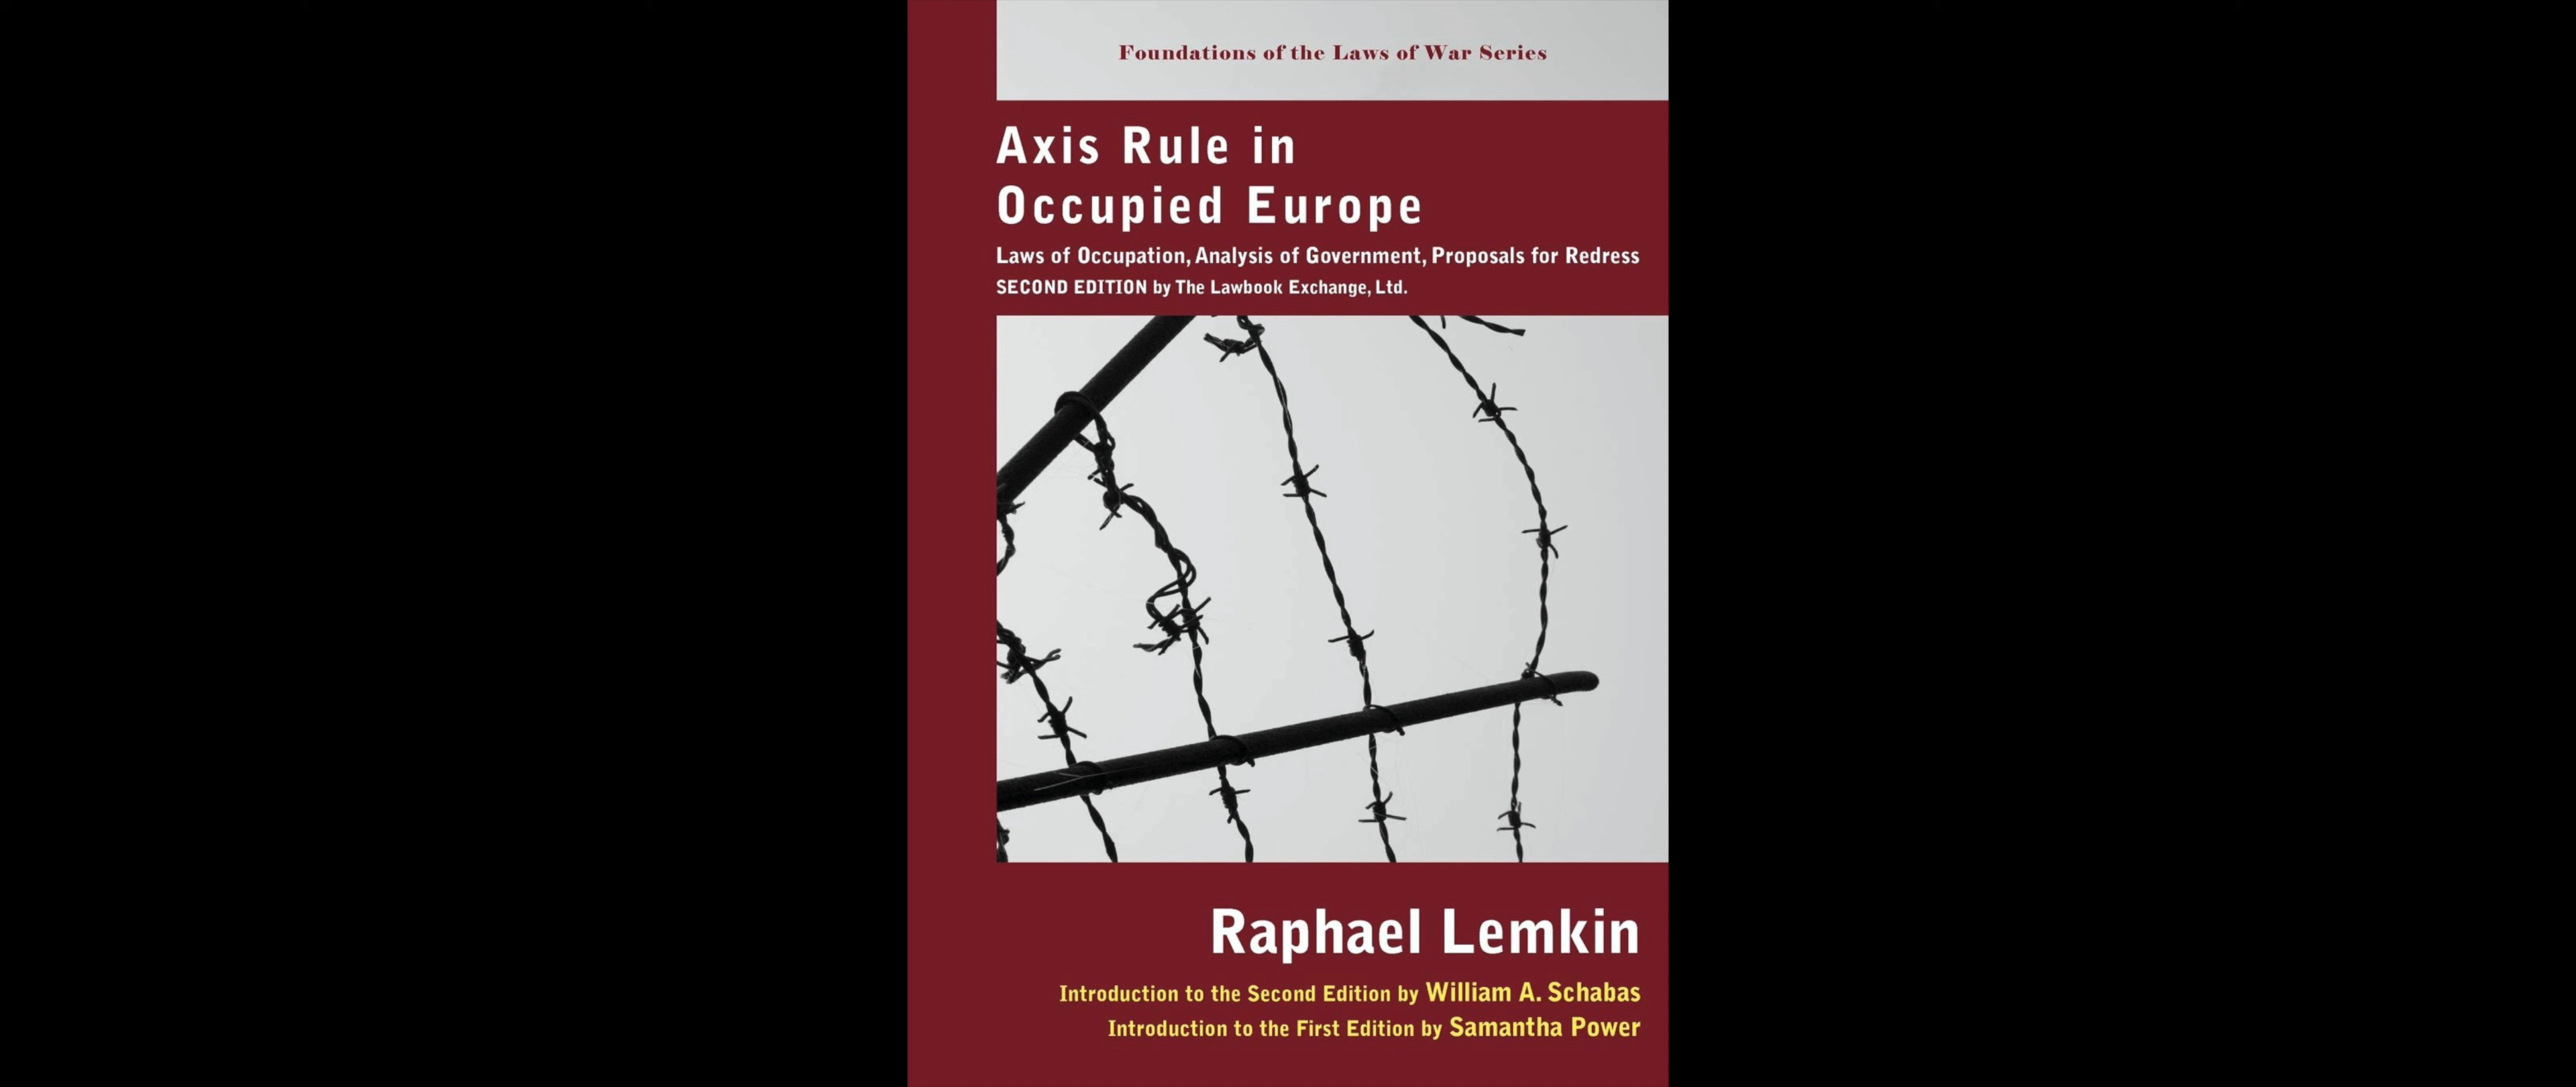 Foundations of the Laws of War Series
Axis Rule in
Occupied Europe
Laws of Occupation, Analysis of Government, Proposals for Redress
SECOND EDITION by The Lawbook Exchange, Ltd.
Raphael Lemkin
Introduction to the Second Edition by William A. Schabas
Introduction to the First Edition by Samantha Power